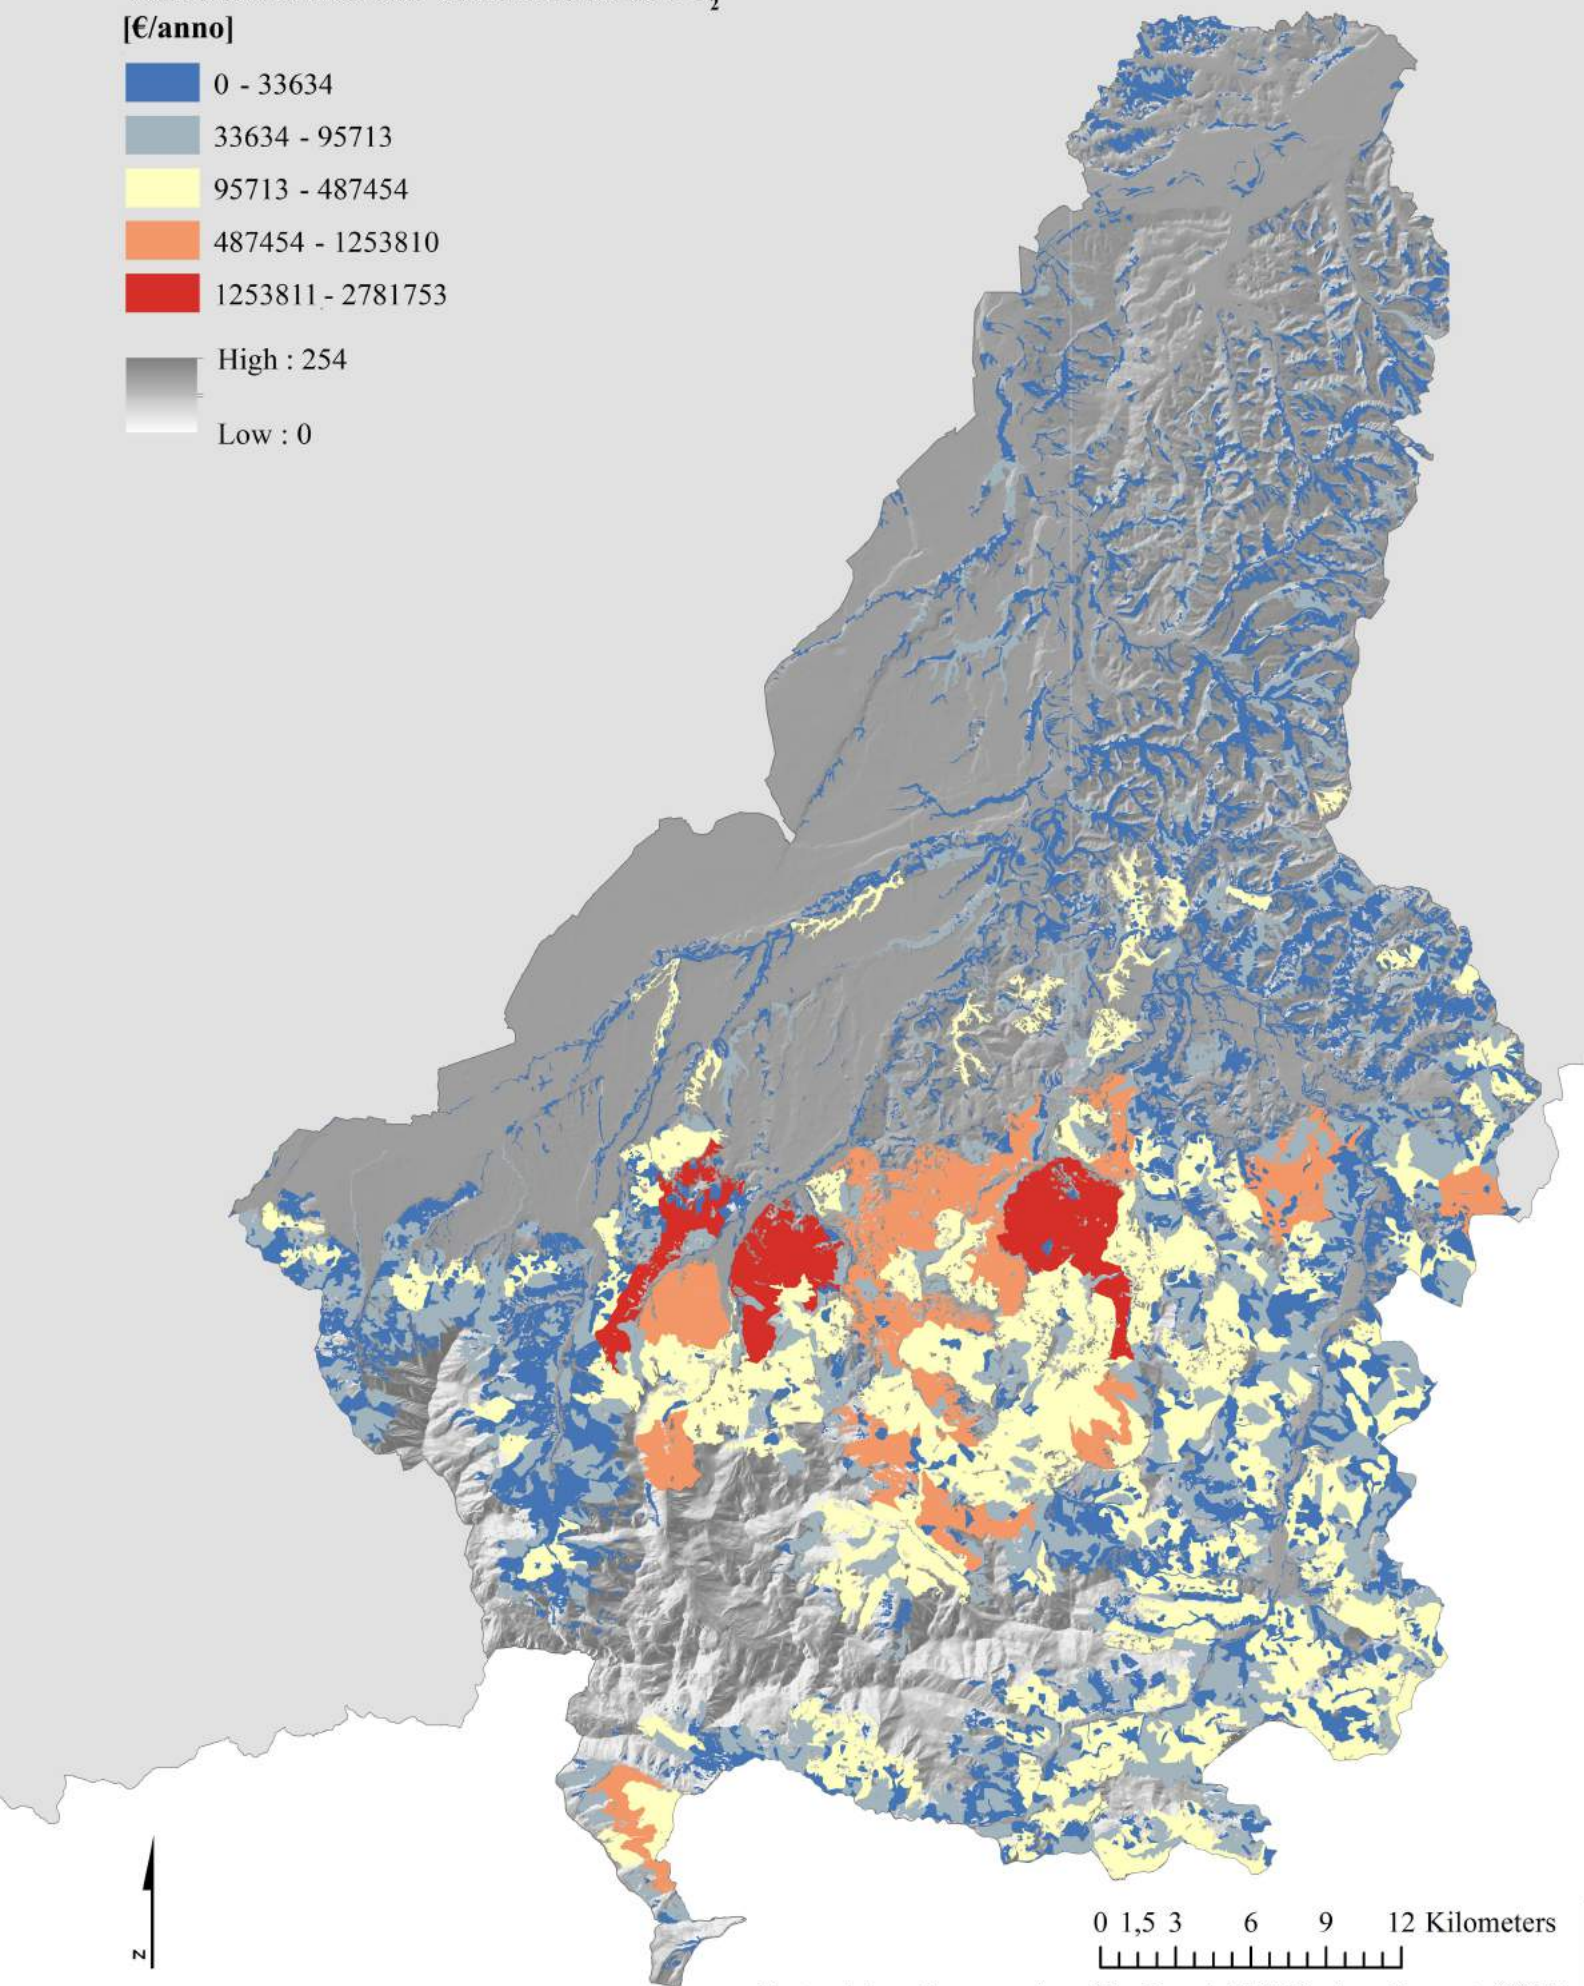 2
[€/anno]
0 - 33634
33634 - 95713
95713 - 487454
487454 - 1253810
1253811 - 2781753
High : 254
Low : 0
N
0 1,5 3 6 9 12 Kilometers